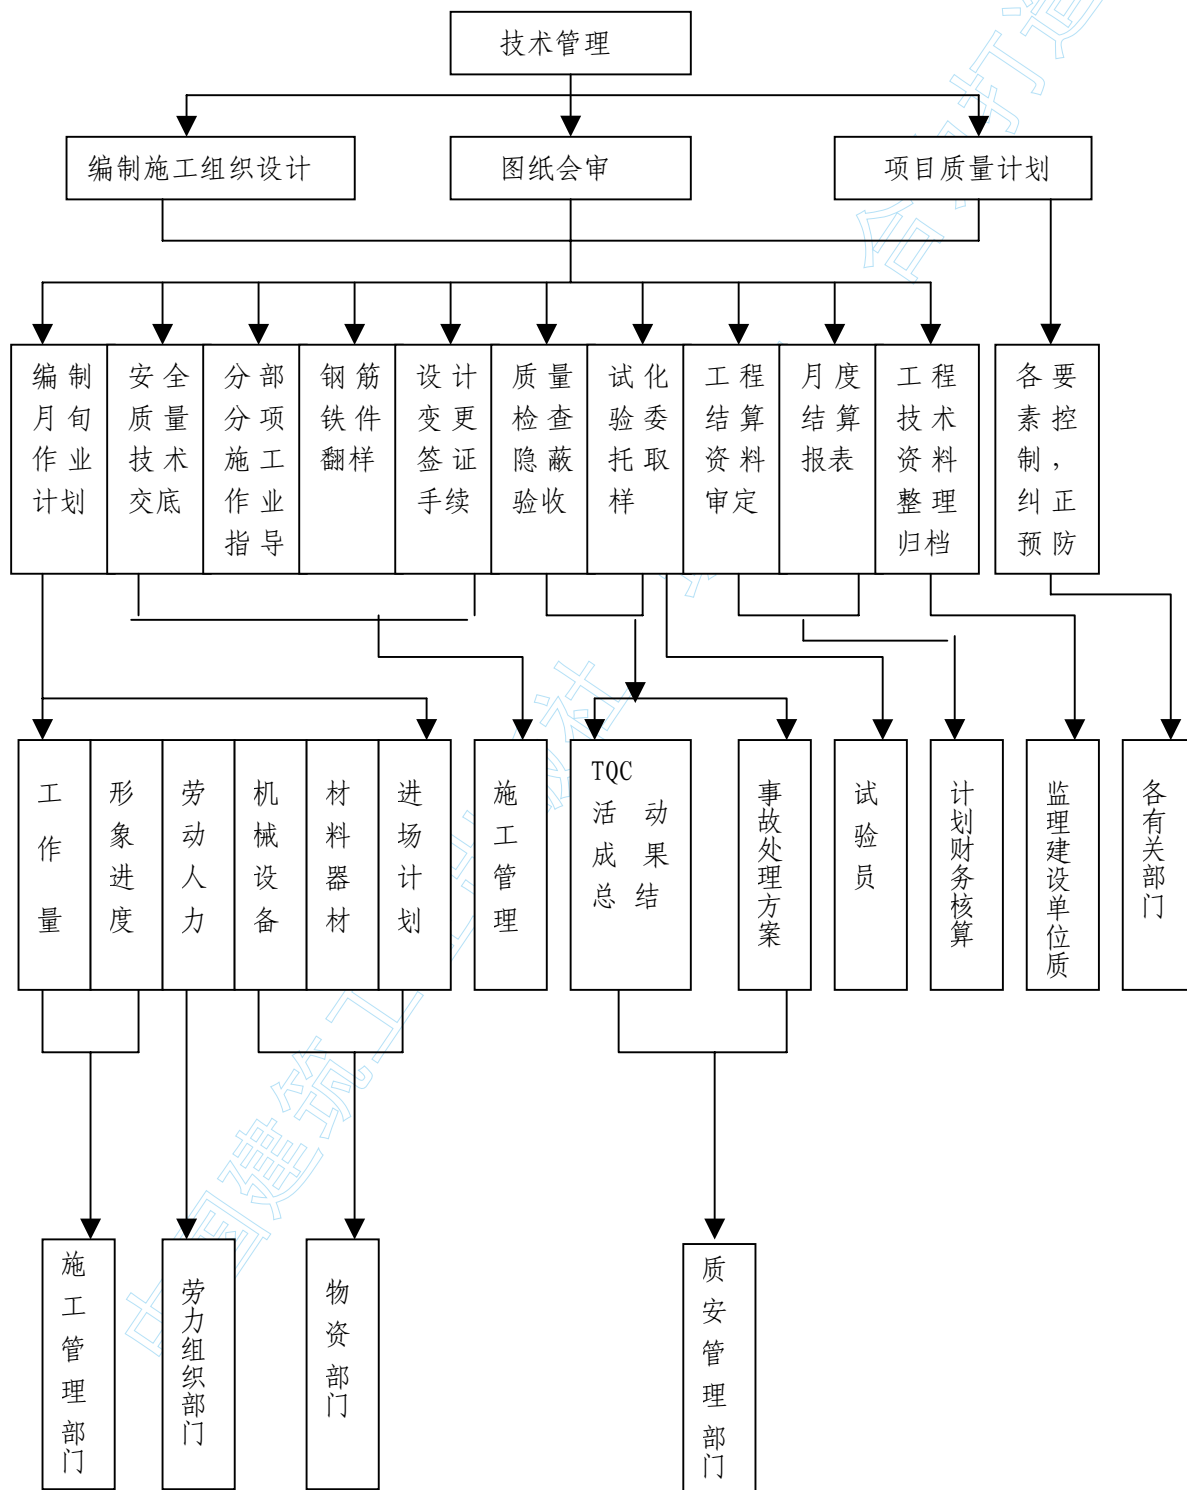 技术管理
编制施工组织设计
图纸会审
项目质量计划
编制
月旬
作业
计划
安全
质量
技术
交底
分部
分项
施工
作业
指导
钢筋
铁件
翻样
设计
变更
签证
手续
质量
检查
隐蔽
验收
试化
验委
托取
样
工程
结算
资料
审定
月度
结算
报表
工程
技术
资料
整理
归档
各要
素控
制，
纠正
预防
工作量
形象进度
劳动人力
机械设备
材料器材
进场计划
施工管理
TQC
活动
成果
总结
事故处理方案
试验员
计划财务核算
监理建设单位质
各有关部门
施工管理部门
劳力组织部门
物资部门
质安管理部门